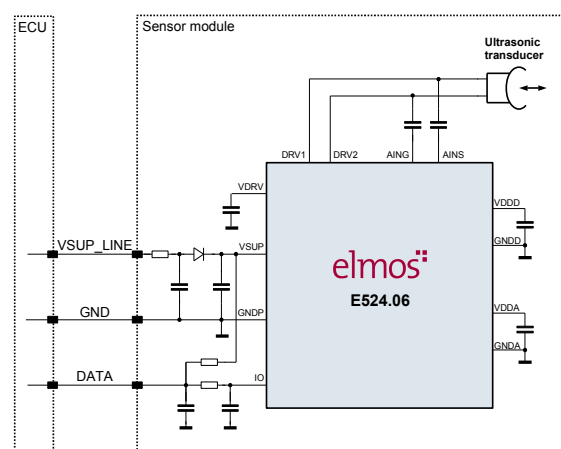 ECU
Sensor module
Ultrasonic
transducer
DRV1
DRV2
AING
AINS
VDRV
VDDD
VSUP_LINE
VSUP
GNDD
elmos
E524.06
GND
GNDP
VDDA
GNDA
DATA
IO